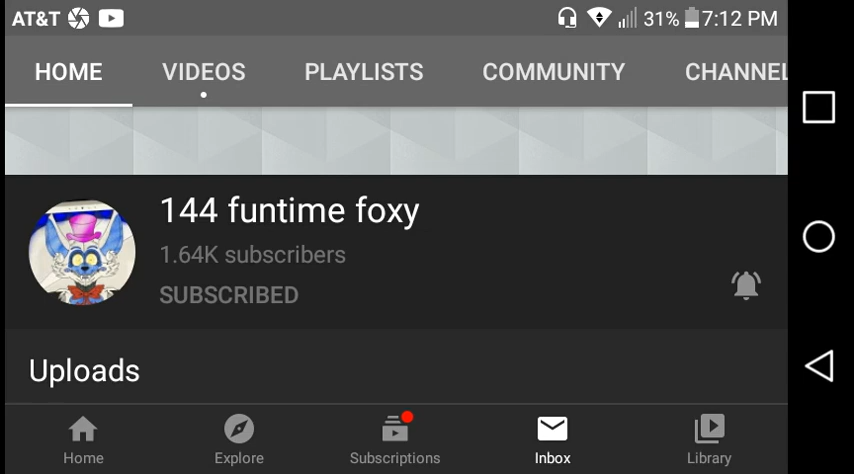 AT&T 31% 7:12 PM
HOME VIDEOS PLAYLISTS COMMUNITY CHANNEL
144 funtime foxy
1.64K subscribers
SUBSCRIBED
Uploads
Home Explore Subscriptions Inbox Library